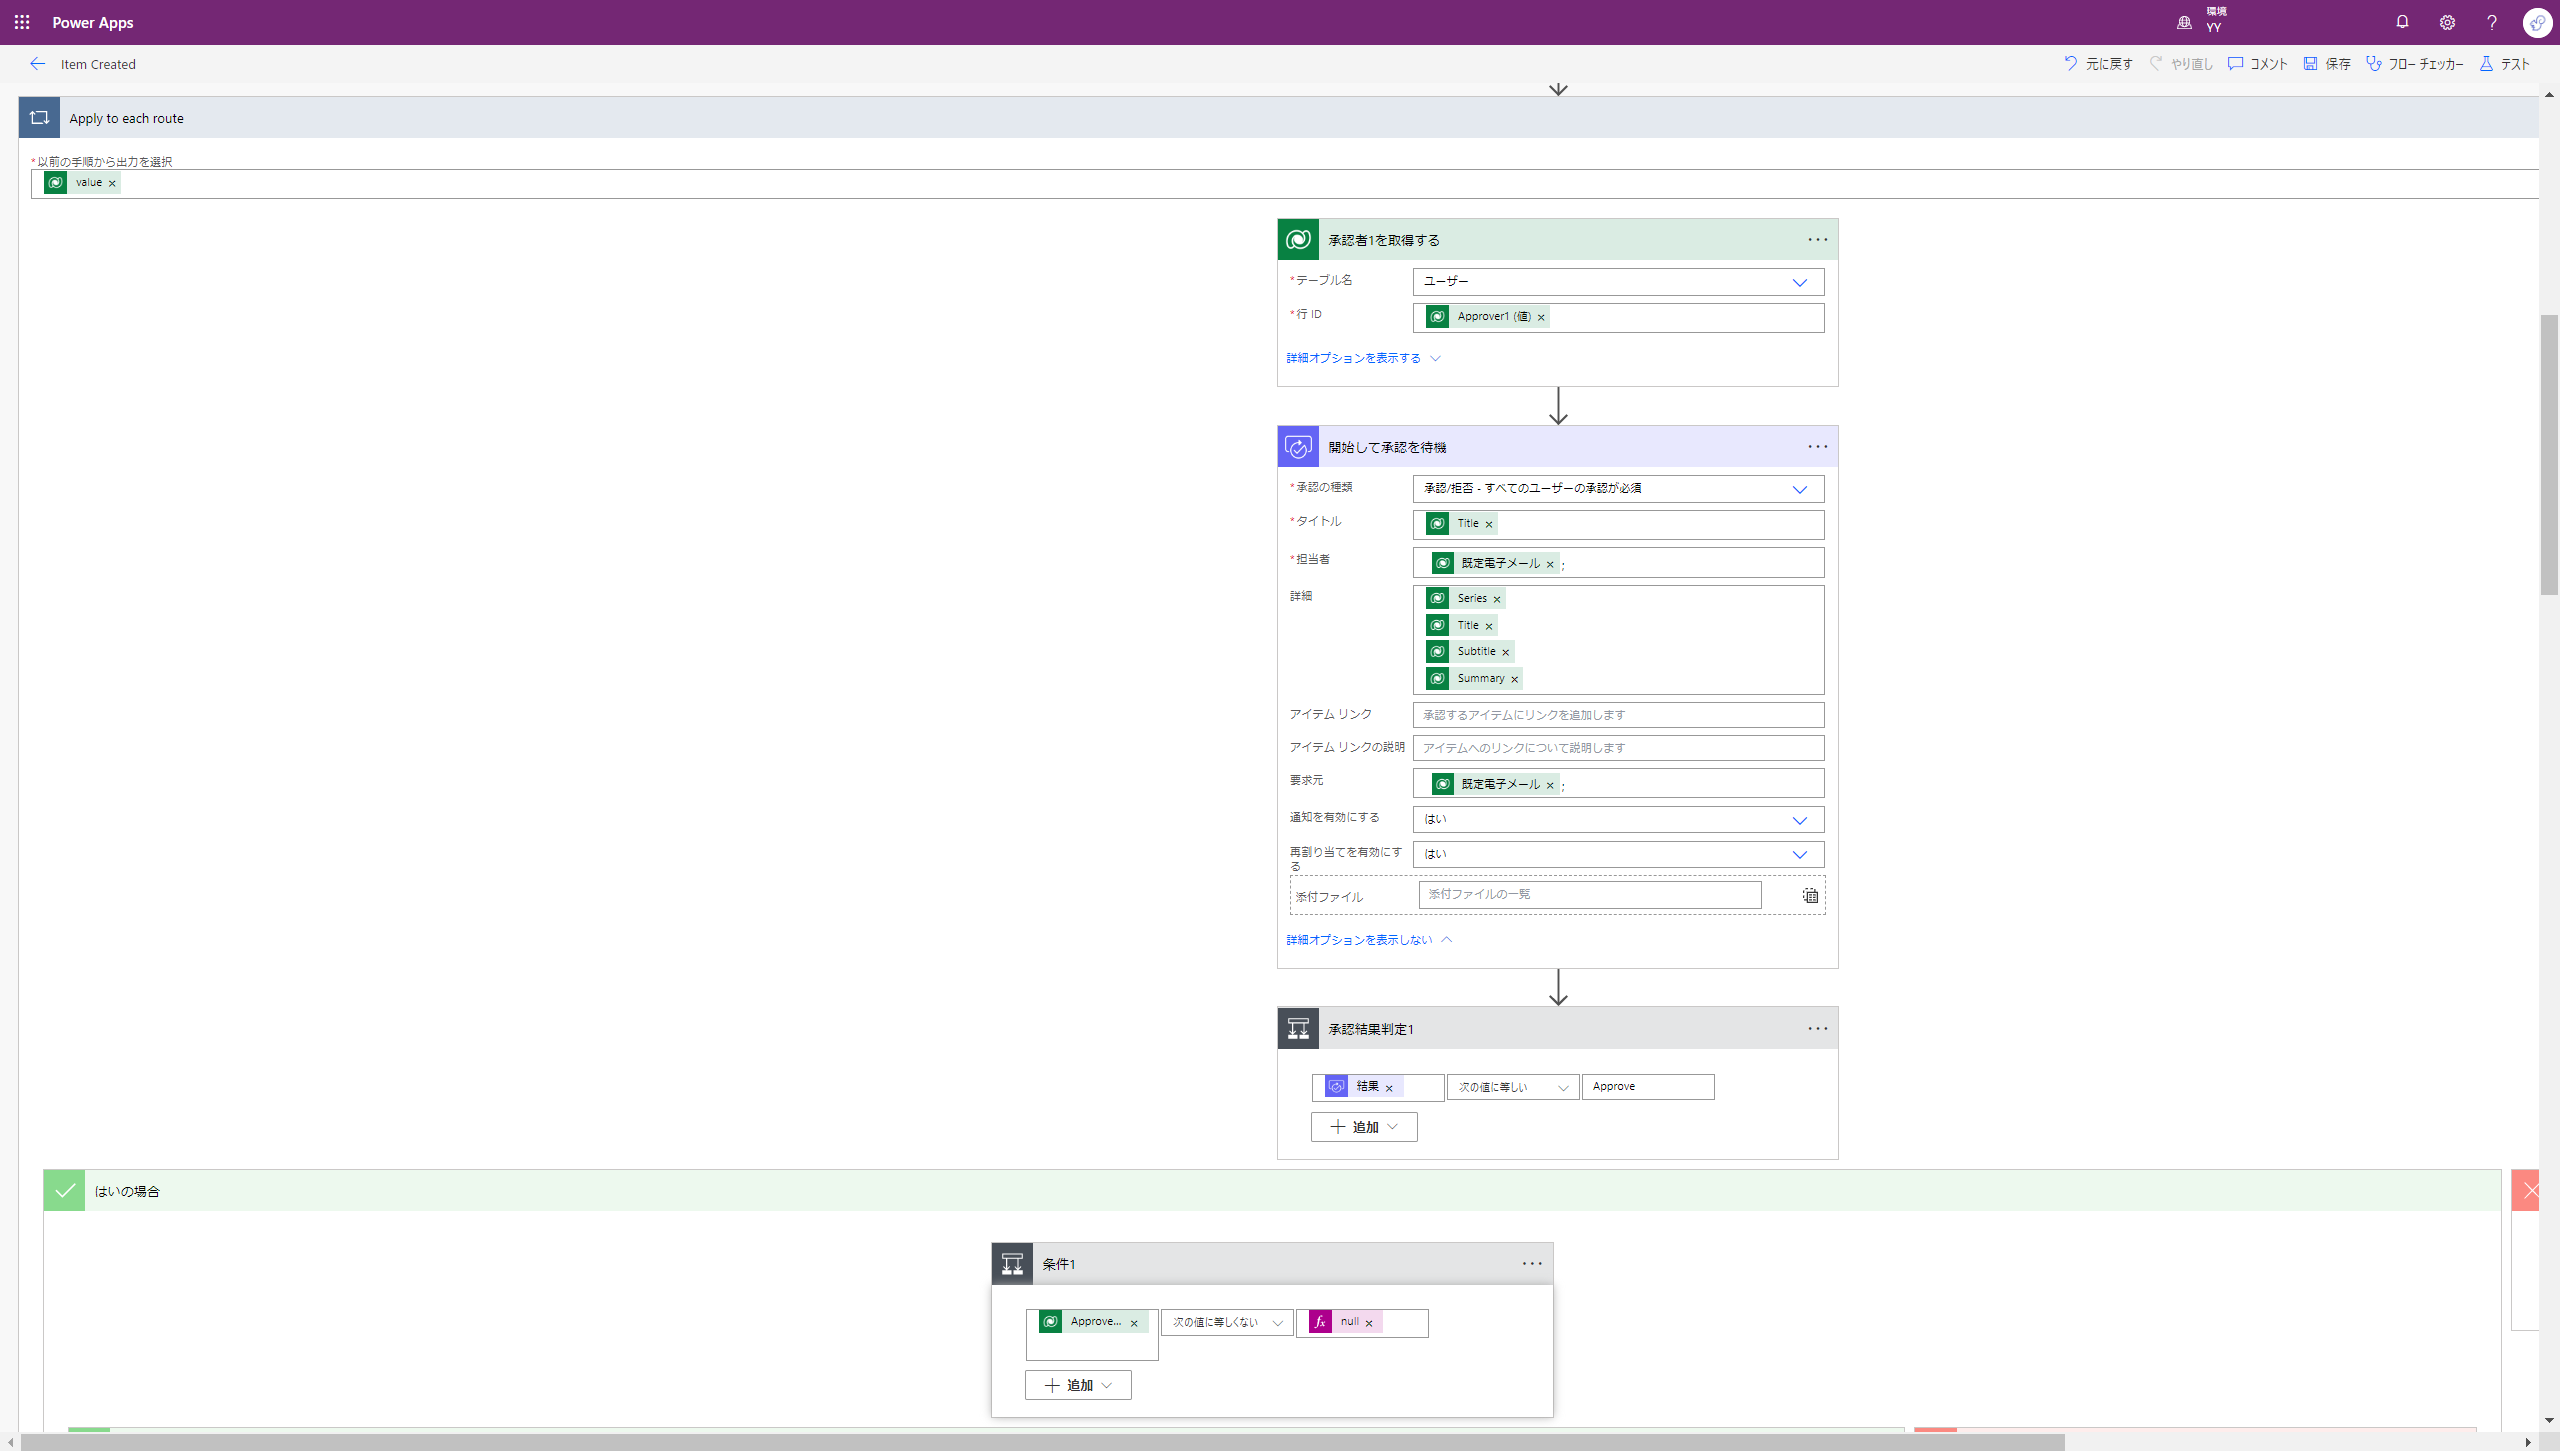 Power Apps
環境
YY
Item Created
元に戻す
やり直し
コメント
保存
フロー チェッカー
テスト
Apply to each route
*以前の手順から出力を選択
value ×
承認者1を取得する
*テーブル名
ユーザー
*行 ID
Approver1 (値) ×
詳細オプションを表示する
開始して承認を待機
*承認の種類
承認/拒否 - すべてのユーザーの承認が必須
*タイトル
Title ×
*担当者
既定電子メール × ;
詳細
Series ×
Title ×
Subtitle ×
Summary ×
アイテム リンク
承認するアイテムにリンクを追加します
アイテム リンクの説明
アイテムへのリンクについて説明します
要求元
既定電子メール × ;
通知を有効にする
はい
再割り当てを有効にす
る
はい
添付ファイル
添付ファイルの一覧
詳細オプションを表示しない
承認結果判定1
結果 ×
次の値に等しい
Approve
追加
はいの場合
条件1
Approve... ×
次の値に等しくない
fx null ×
追加